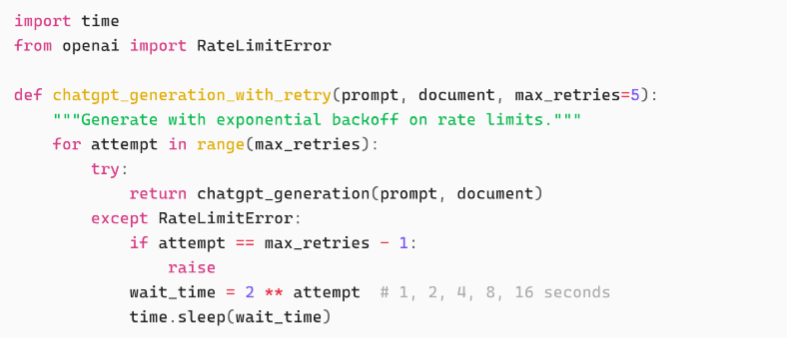 import time
from openai import RateLimitError

def chatgpt_generation_with_retry(prompt, document, max_retries=5):
    """Generate with exponential backoff on rate limits."""
    for attempt in range(max_retries):
        try:
            return chatgpt_generation(prompt, document)
        except RateLimitError:
            if attempt == max_retries - 1:
                raise
            wait_time = 2 ** attempt  # 1, 2, 4, 8, 16 seconds
            time.sleep(wait_time)